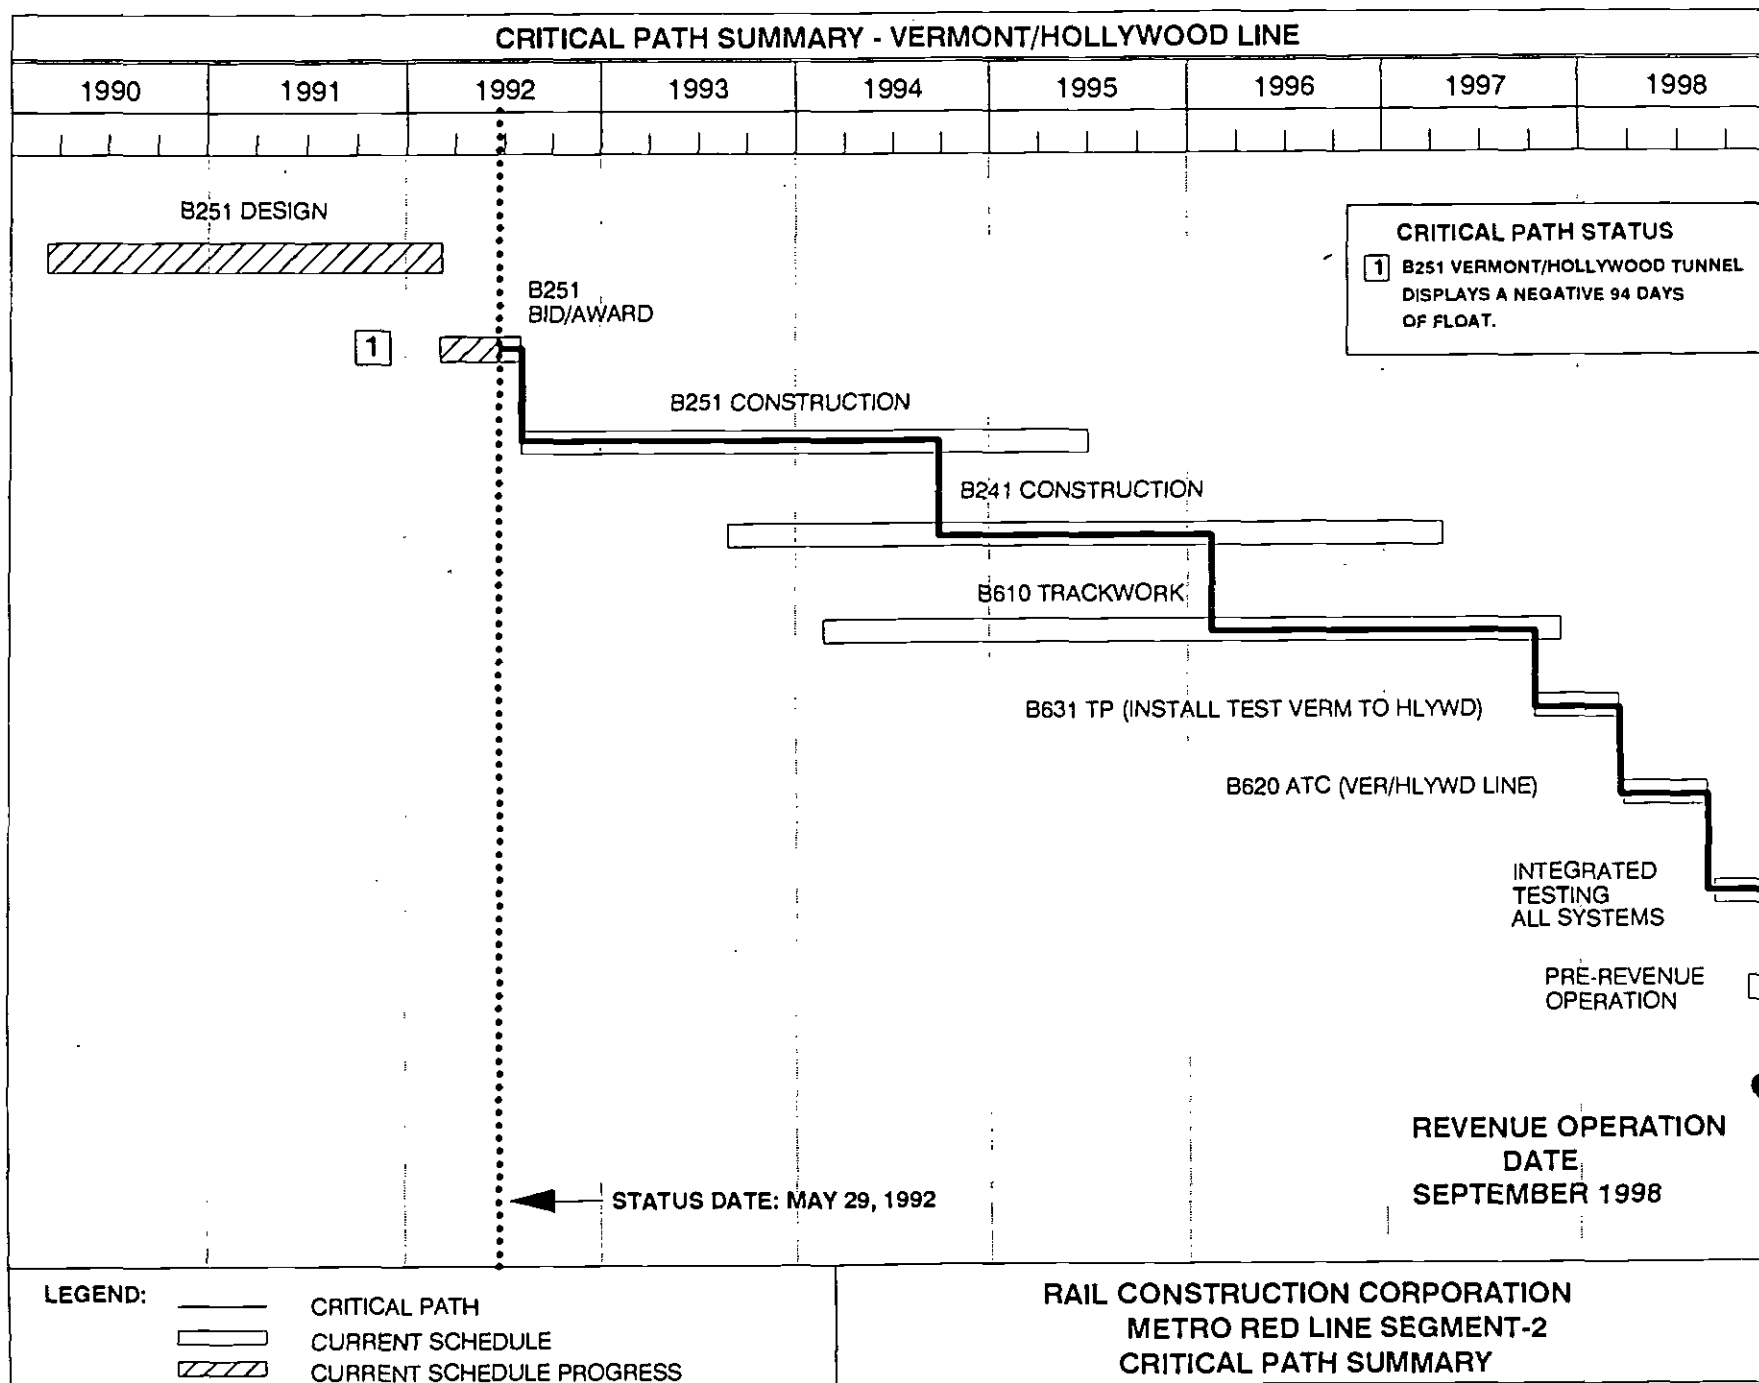 CRITICAL PATH SUMMARY - VERMONT/HOLLYWOOD LINE
1990 1991 1992 1993 1994 1995 1996 1997 1998
B251 DESIGN
CRITICAL PATH STATUS
1 B251 VERMONT/HOLLYWOOD TUNNEL
DISPLAYS A NEGATIVE 94 DAYS
OF FLOAT.
B251
BID/AWARD
1
B251 CONSTRUCTION
B241 CONSTRUCTION
B610 TRACKWORK
B631 TP (INSTALL TEST VERM TO HLYWD)
B620 ATC (VER/HLYWD LINE)
INTEGRATED
TESTING
ALL SYSTEMS
PRE-REVENUE
OPERATION
REVENUE OPERATION
DATE
SEPTEMBER 1998
STATUS DATE: MAY 29, 1992
LEGEND:
CRITICAL PATH
CURRENT SCHEDULE
CURRENT SCHEDULE PROGRESS
RAIL CONSTRUCTION CORPORATION
METRO RED LINE SEGMENT-2
CRITICAL PATH SUMMARY